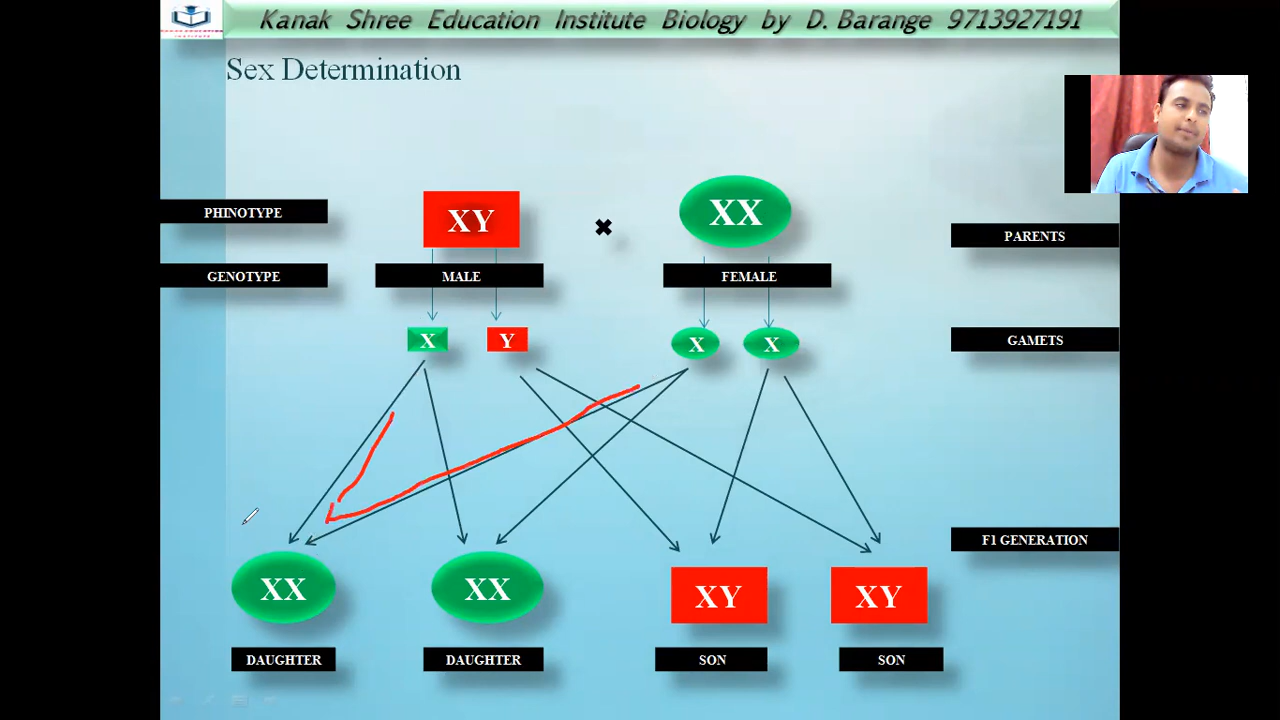 Kanak Shree Education Institute Biology by D. Barange 9713927191
Sex Determination
PHINOTYPE
XY
XX
PARENTS
GENOTYPE
MALE
FEMALE
X
Y
X
X
GAMETS
F1 GENERATION
XX
XX
XY
XY
DAUGHTER
DAUGHTER
SON
SON